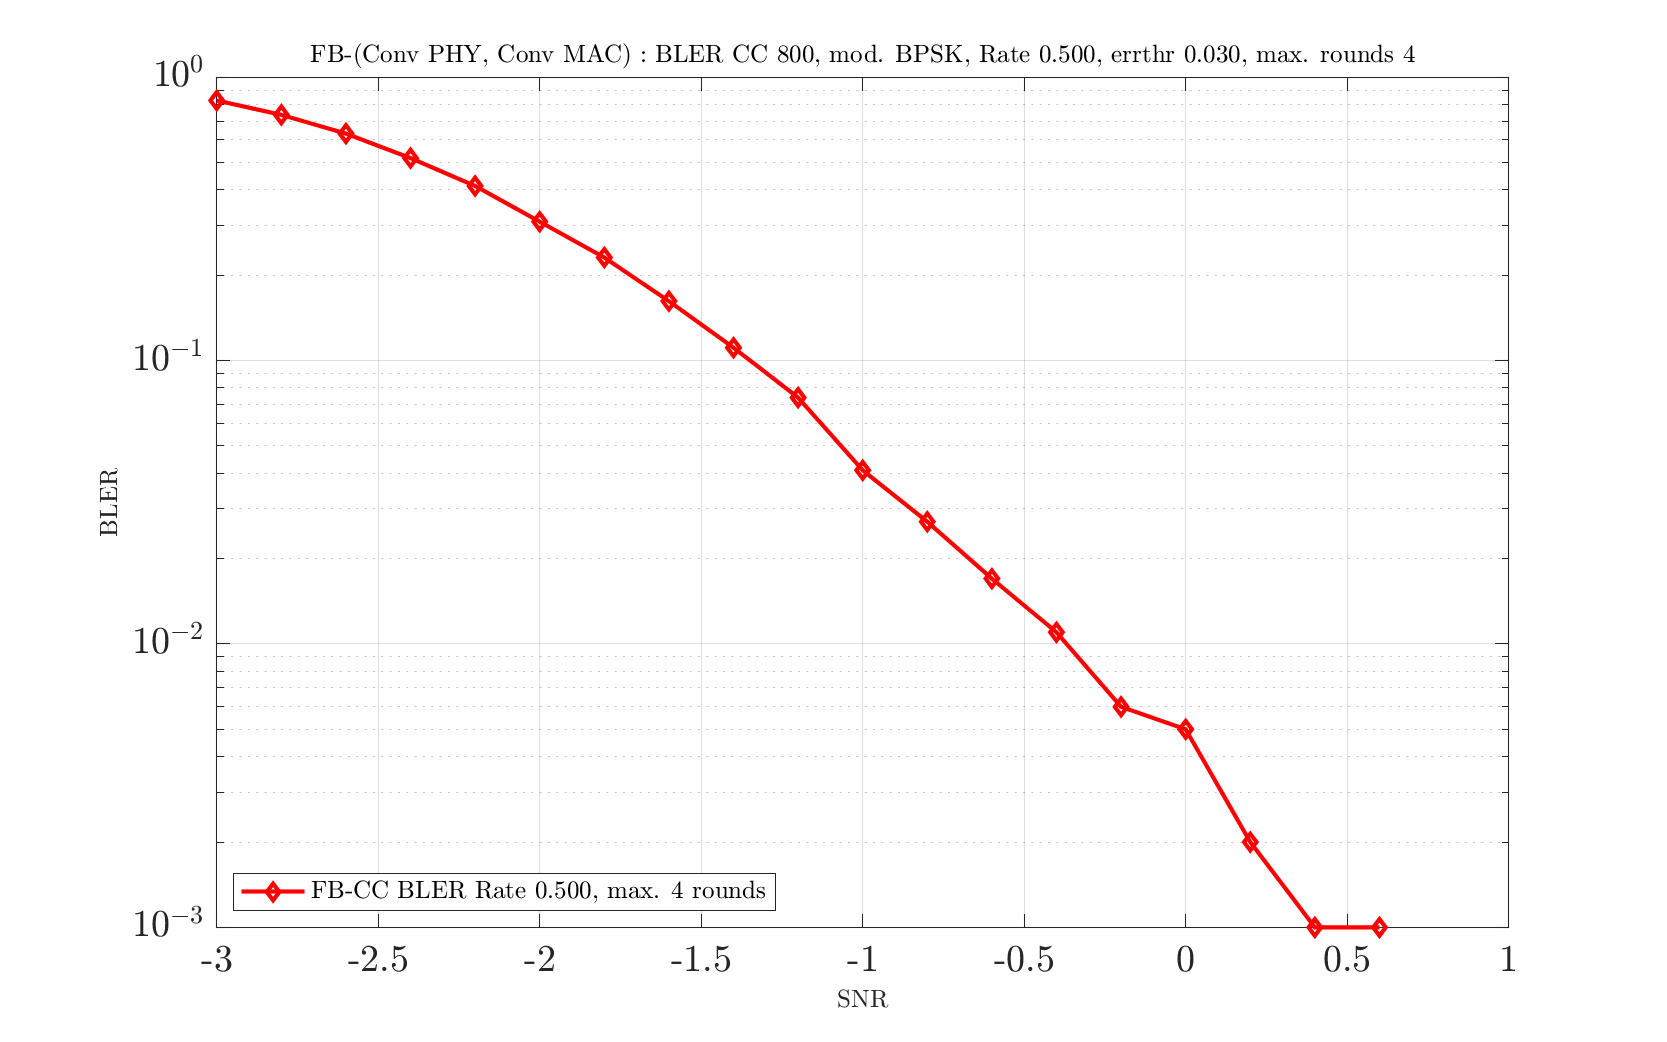 FB-(Conv PHY, Conv MAC) : BLER CC 800, mod. BPSK, Rate 0.500, errthr 0.030, max. rounds 4
10^0
10^-1
10^-2
10^-3
BLER
FB-CC BLER Rate 0.500, max. 4 rounds
-3 -2.5 -2 -1.5 -1 -0.5 0 0.5 1
SNR